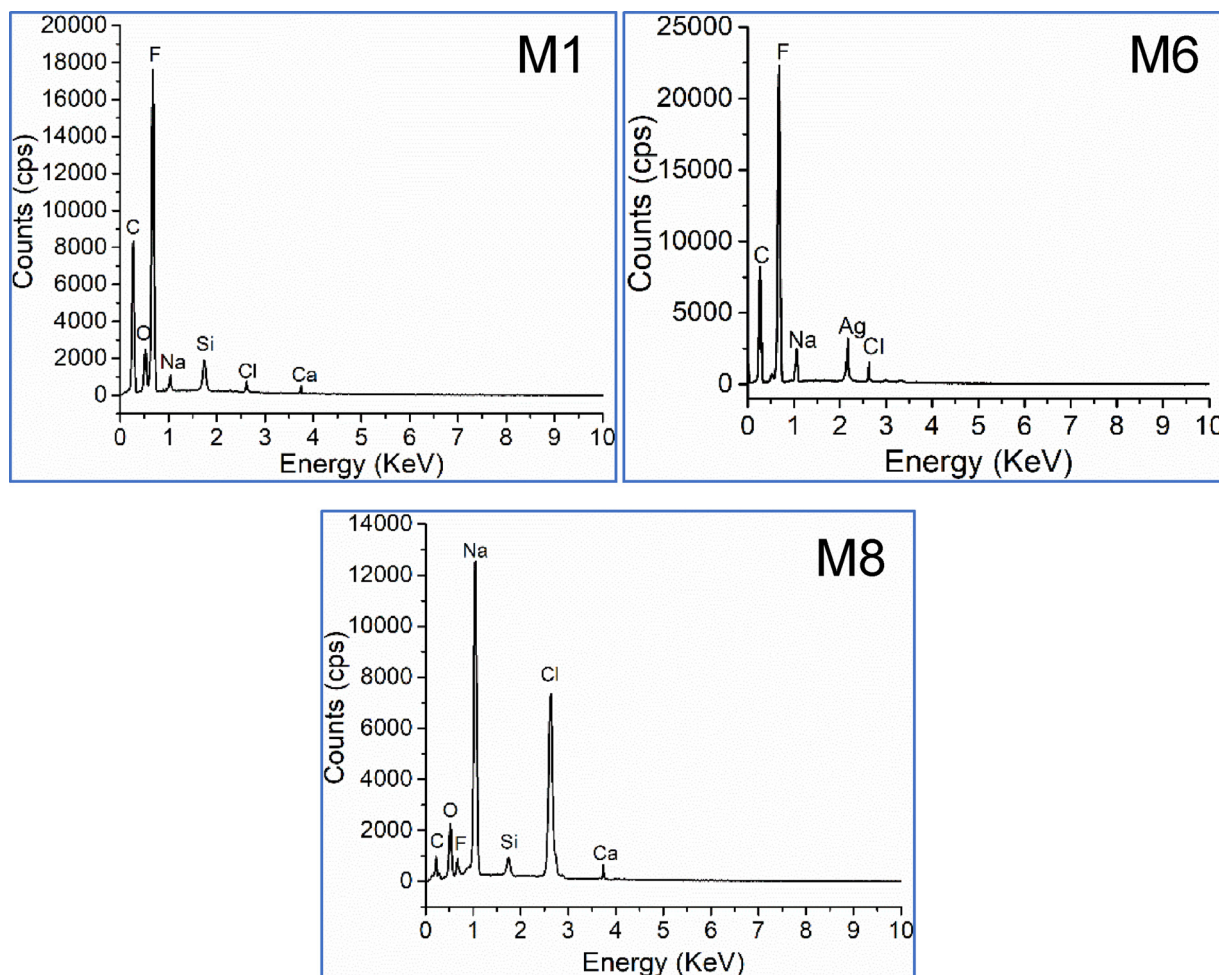 M1
Counts (cps)
20000
18000
16000
14000
12000
10000
8000
6000
4000
2000
0
C
O
F
Na
Si
Cl
Ca
0 1 2 3 4 5 6 7 8 9 10
Energy (KeV)
M6
Counts (cps)
25000
20000
15000
10000
5000
0
C
F
Na
Ag
Cl
0 1 2 3 4 5 6 7 8 9 10
Energy (KeV)
M8
Counts (cps)
14000
12000
10000
8000
6000
4000
2000
0
C
O
F
Na
Si
Cl
Ca
0 1 2 3 4 5 6 7 8 9 10
Energy (KeV)